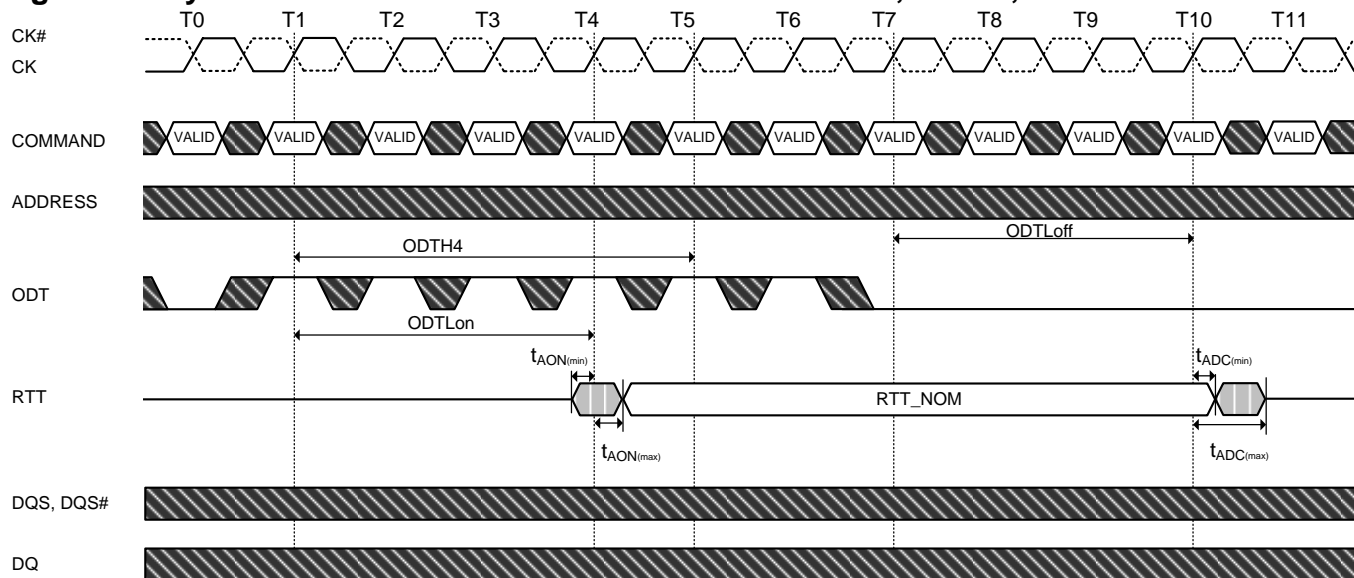 T0 T1 T2 T3 T4 T5 T6 T7 T8 T9 T10 T11
CK#
CK
COMMAND VALID VALID VALID VALID VALID VALID VALID VALID VALID VALID VALID VALID
ADDRESS
ODTLoff
ODTH4
ODT
ODTLon
tAON(min) tADC(min)
RTT RTT_NOM
tAON(max) tADC(max)
DQS, DQS#
DQ